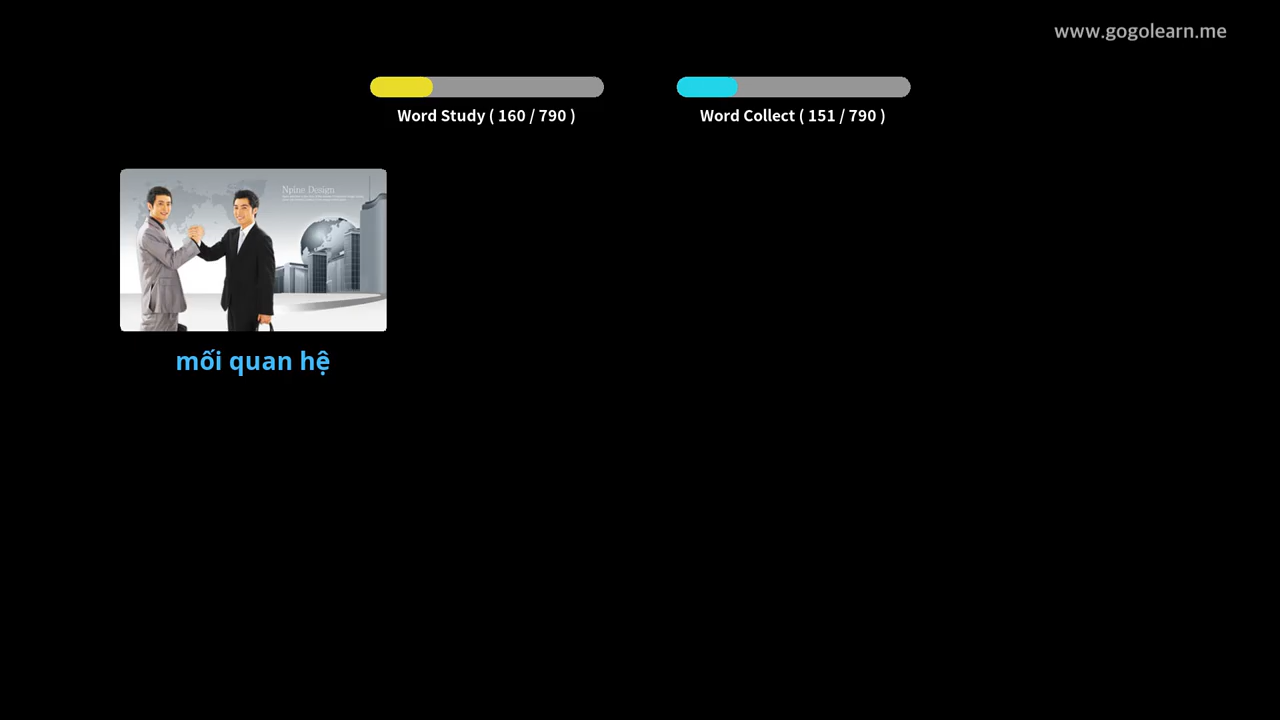 www.gogolearn.me
Word Study ( 160 / 790 )
Word Collect ( 151 / 790 )
Npine Design
mối quan hệ